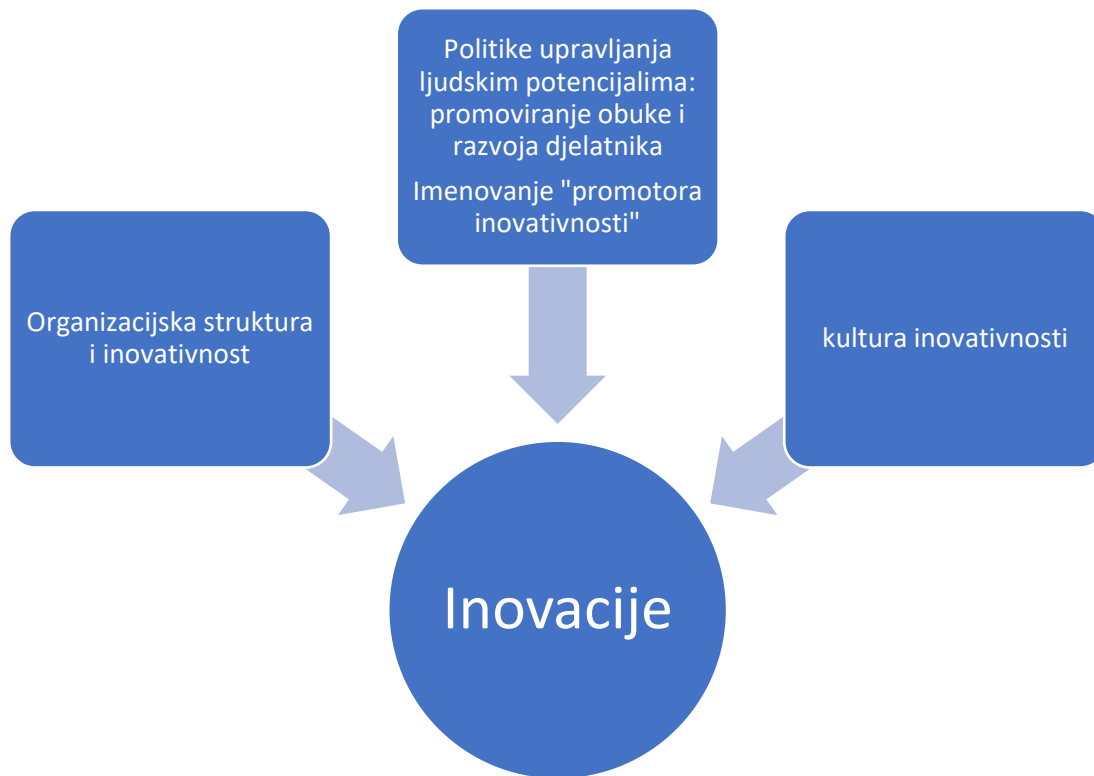 Politike upravljanja
ljudskim potencijalima:
promoviranje obuke i
razvoja djelatnika
Imenovanje "promotora
inovativnosti"
Organizacijska struktura
i inovativnost
kultura inovativnosti
Inovacije